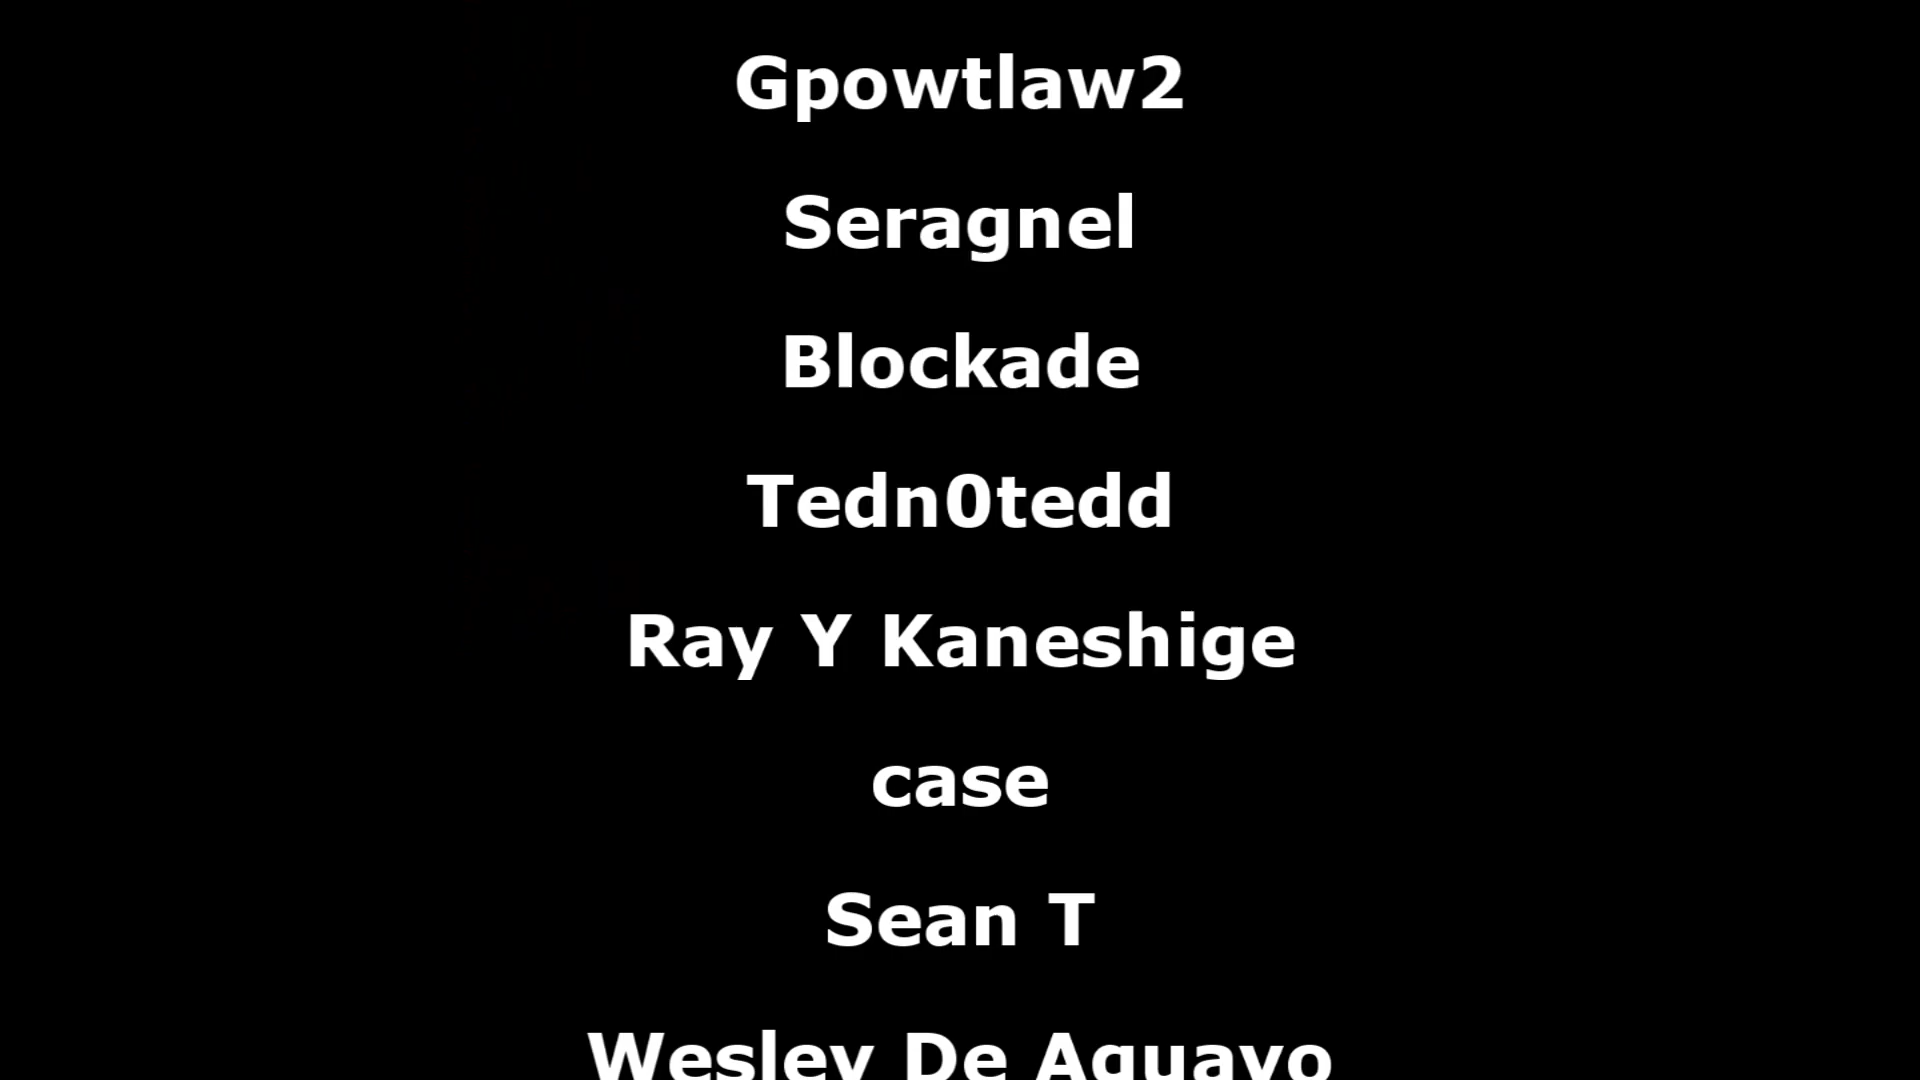 Gpowtlaw2
Seragnel
Blockade
Tedn0tedd
Ray Y Kaneshige
case
Sean T
Wesley De Aguayo